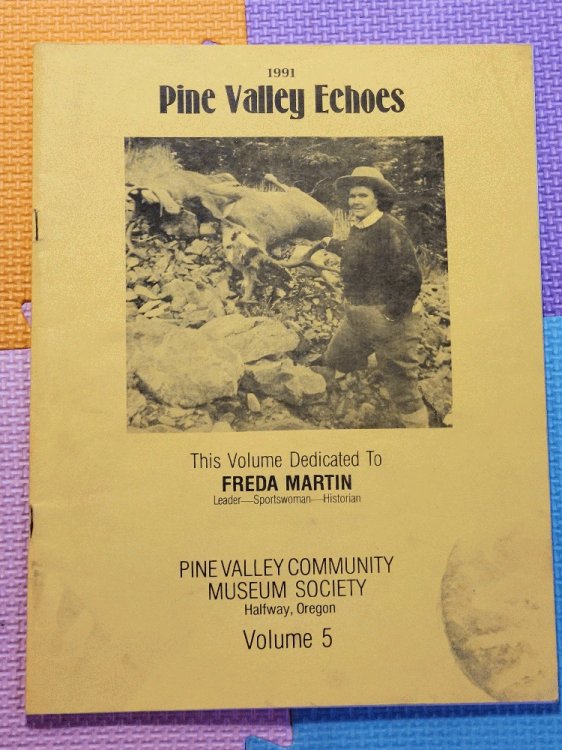 1991
Pine Valley Echoes
This Volume Dedicated To
FREDA MARTIN
Leader—Sportswoman—Historian
PINE VALLEY COMMUNITY
MUSEUM SOCIETY
Halfway, Oregon
Volume 5